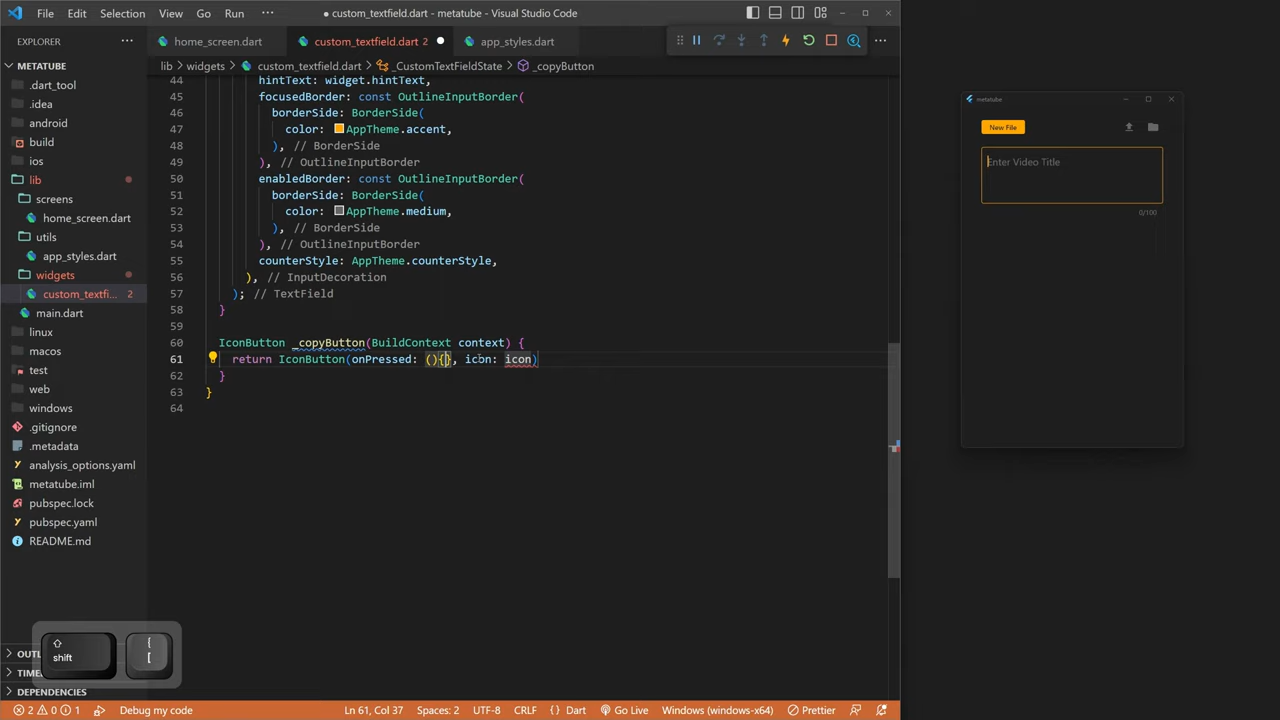 File Edit Selection View Go Run ··· ● custom_textfield.dart - metatube - Visual Studio Code
EXPLORER ···
home_screen.dart custom_textfield.dart 2 ● app_styles.dart
METATUBE
lib > widgets > custom_textfield.dart > _CustomTextFieldState > _copyButton
.dart_tool
.idea
android
build
ios
lib
screens
home_screen.dart
utils
app_styles.dart
widgets
custom_textfi... 2
main.dart
linux
macos
test
web
windows
.gitignore
.metadata
analysis_options.yaml
metatube.iml
pubspec.lock
pubspec.yaml
README.md
OUTL
TIME
DEPENDENCIES
44 hintText: widget.hintText,
45 focusedBorder: const OutlineInputBorder(
46 borderSide: BorderSide(
47 color: AppTheme.accent,
48 ), // BorderSide
49 ), // OutlineInputBorder
50 enabledBorder: const OutlineInputBorder(
51 borderSide: BorderSide(
52 color: AppTheme.medium,
53 ), // BorderSide
54 ), // OutlineInputBorder
55 counterStyle: AppTheme.counterStyle,
56 ), // InputDecoration
57 ); // TextField
58 }
59
60 IconButton _copyButton(BuildContext context) {
61 return IconButton(onPressed: (){}, icon: icon)
62 }
63 }
64
metatube
New File
Enter Video Title
0/100
shift
{
[
2 0 1 Debug my code Ln 61, Col 37 Spaces: 2 UTF-8 CRLF { } Dart Go Live Windows (windows-x64) Prettier